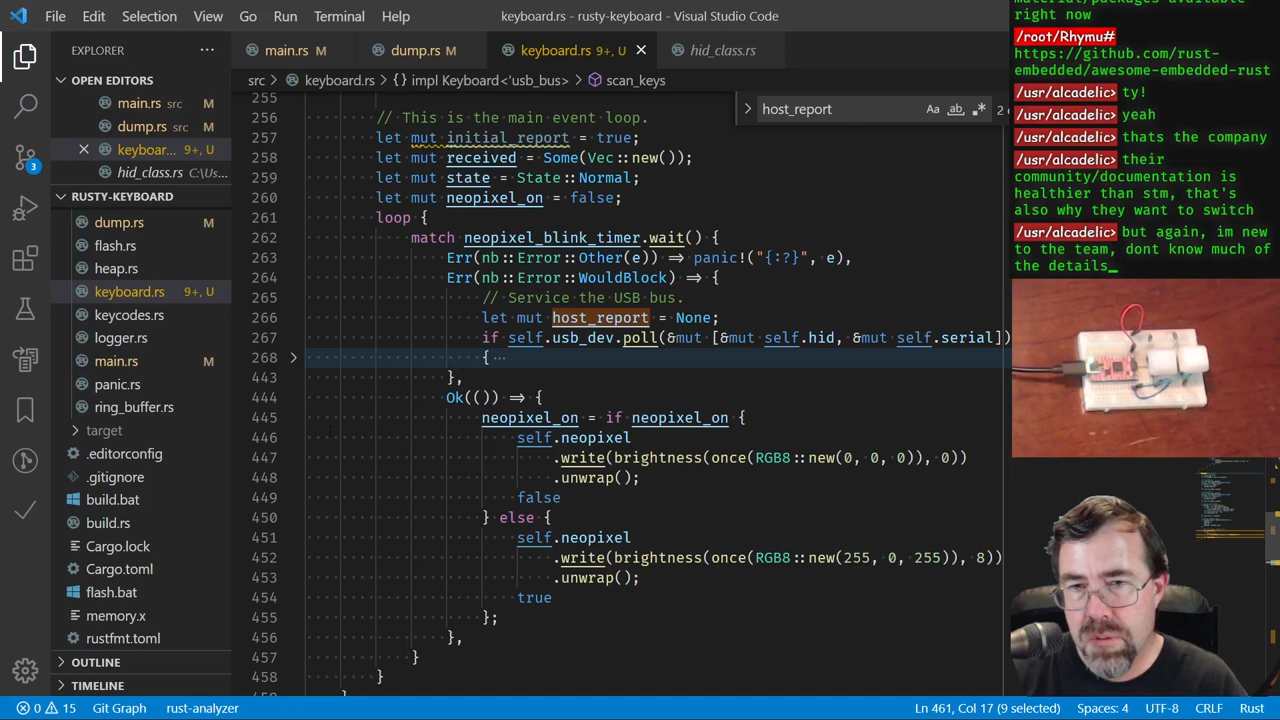 File Edit Selection View Go Run Terminal Help
keyboard.rs - rusty-keyboard - Visual Studio Code
EXPLORER
OPEN EDITORS
main.rs src M
dump.rs src M
keyboar... 9+, U
hid_class.rs C:\Us...
RUSTY-KEYBOARD
dump.rs M
flash.rs
heap.rs
keyboard.rs 9+, U
keycodes.rs
logger.rs
main.rs M
panic.rs
ring_buffer.rs
target
.editorconfig
.gitignore
build.bat
build.rs
Cargo.lock
Cargo.toml
flash.bat
memory.x
rustfmt.toml
OUTLINE
TIMELINE
3
main.rs M
dump.rs M
keyboard.rs 9+, U
hid_class.rs
src > keyboard.rs > {} impl Keyboard<'usb_bus> > scan_keys
host_report Aa ab 2
255
256 // This is the main event loop.
257 let mut initial_report = true;
258 let mut received = Some(Vec::new());
259 let mut state = State::Normal;
260 let mut neopixel_on = false;
261 loop {
262 match neopixel_blink_timer.wait() {
263 Err(nb::Error::Other(e)) => panic!("{:?}", e),
264 Err(nb::Error::WouldBlock) => {
265 // Service the USB bus.
266 let mut host_report = None;
267 if self.usb_dev.poll(&mut [&mut self.hid, &mut self.serial])
268 { ...
443 },
444 Ok(()) => {
445 neopixel_on = if neopixel_on {
446 self.neopixel
447 .write(brightness(once(RGB8::new(0, 0, 0)), 0))
448 .unwrap();
449 false
450 } else {
451 self.neopixel
452 .write(brightness(once(RGB8::new(255, 0, 255)), 8))
453 .unwrap();
454 true
455 };
456 },
457 }
458 }
material/packages available
right now
/root/Rhymu#
https://github.com/rust-
embedded/awesome-embedded-rust
/usr/alcadelic> ty!
/usr/alcadelic> yeah
/usr/alcadelic> thats the company
/usr/alcadelic> their
community/documentation is
healthier than stm, that's
also why they want to switch
/usr/alcadelic> but again, im new
to the team, dont know much of
the details_
0 15 Git Graph rust-analyzer
Ln 461, Col 17 (9 selected) Spaces: 4 UTF-8 CRLF Rust